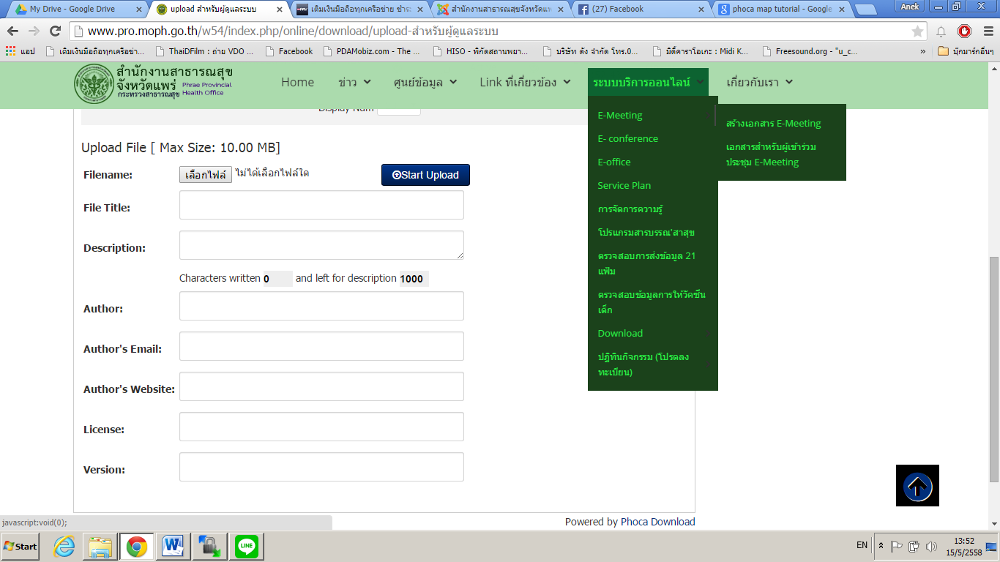 My Drive - Google Drive
upload สำหรับผู้ดูแลระบบ
เติมเงินมือถือทุกเครือข่าย ชำระ
สำนักงานสาธารณสุขจังหวัดแพ
(27) Facebook
phoca map tutorial - Google
Anek
www.pro.moph.go.th/w54/index.php/online/download/upload-สำหรับผู้ดูแลระบบ
แอป
เติมเงินมือถือทุกเครือข่า...
ThaiDFilm : ถ่าย VDO ...
Facebook
PDAMobiz.com - The ...
HISO - พิกัดสถานพยา...
บริษัท ดัง จำกัด โทร.0...
มิดี้คาราโอเกะ : Midi K...
Freesound.org - "u_c...
»
บุ๊กมาร์กอื่นๆ
สำนักงานสาธารณสุข
จังหวัดแพร่
กระทรวงสาธารณสุข
Phrae Provincial
Health Office
Home
ข่าว
ศูนย์ข้อมูล
Link ที่เกี่ยวข้อง
ระบบบริการออนไลน์
เกี่ยวกับเรา
Display Num
E-Meeting
E- conference
E-office
Service Plan
การจัดการความรู้
โปรแกรมสารบรรณ'สาสุข
ตรวจสอบการส่งข้อมูล 21
แฟ้ม
ตรวจสอบข้อมูลการให้วัคซีน
เด็ก
Download
ปฏิทินกิจกรรม (โปรดลง
ทะเบียน)
สร้างเอกสาร E-Meeting
เอกสารสำหรับผู้เข้าร่วม
ประชุม E-Meeting
Upload File [ Max Size: 10.00 MB]
Filename:
เลือกไฟล์ ไม่ได้เลือกไฟล์ใด
Start Upload
File Title:
Description:
Characters written 0 and left for description 1000
Author:
Author's Email:
Author's Website:
License:
Version:
Powered by Phoca Download
javascript:void(0);
Start
LINE
EN
13:52
15/5/2558